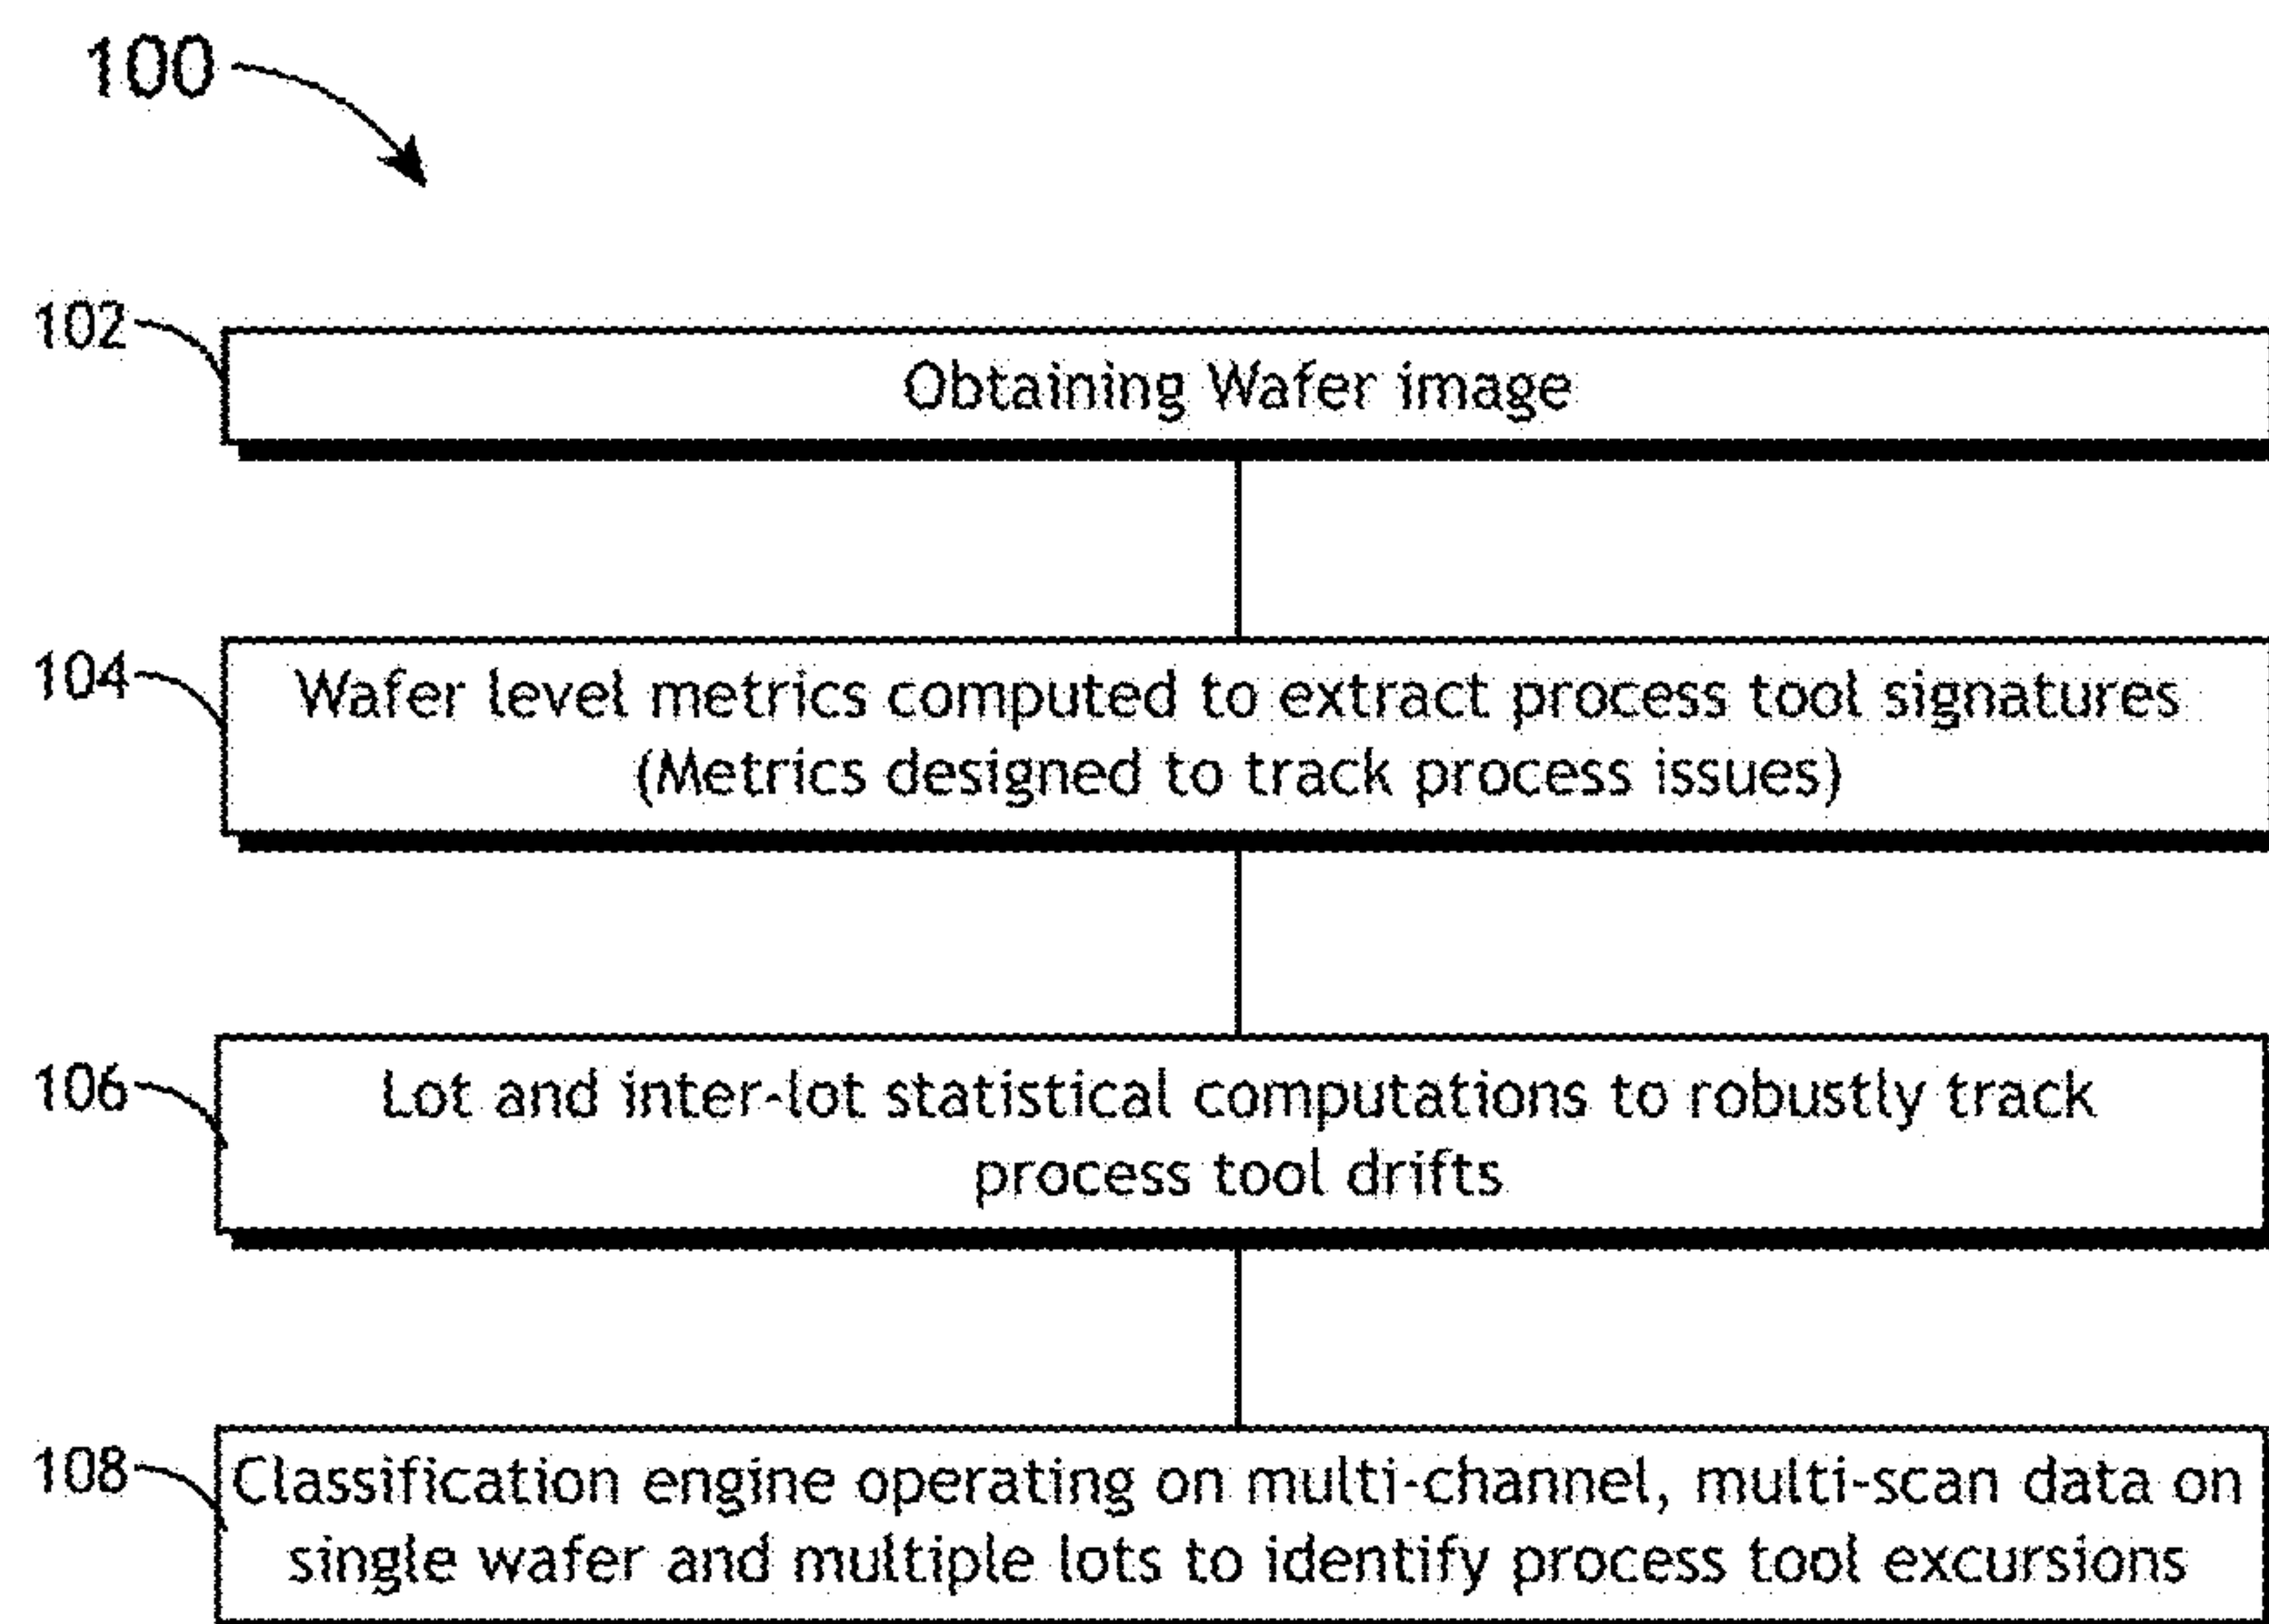 100
102
Obtaining Wafer image
104
Wafer level metrics computed to extract process tool signatures
(Metrics designed to track process issues)
106
Lot and inter-lot statistical computations to robustly track
process tool drifts
108
Classification engine operating on multi-channel, multi-scan data on
single wafer and multiple lots to identify process tool excursions